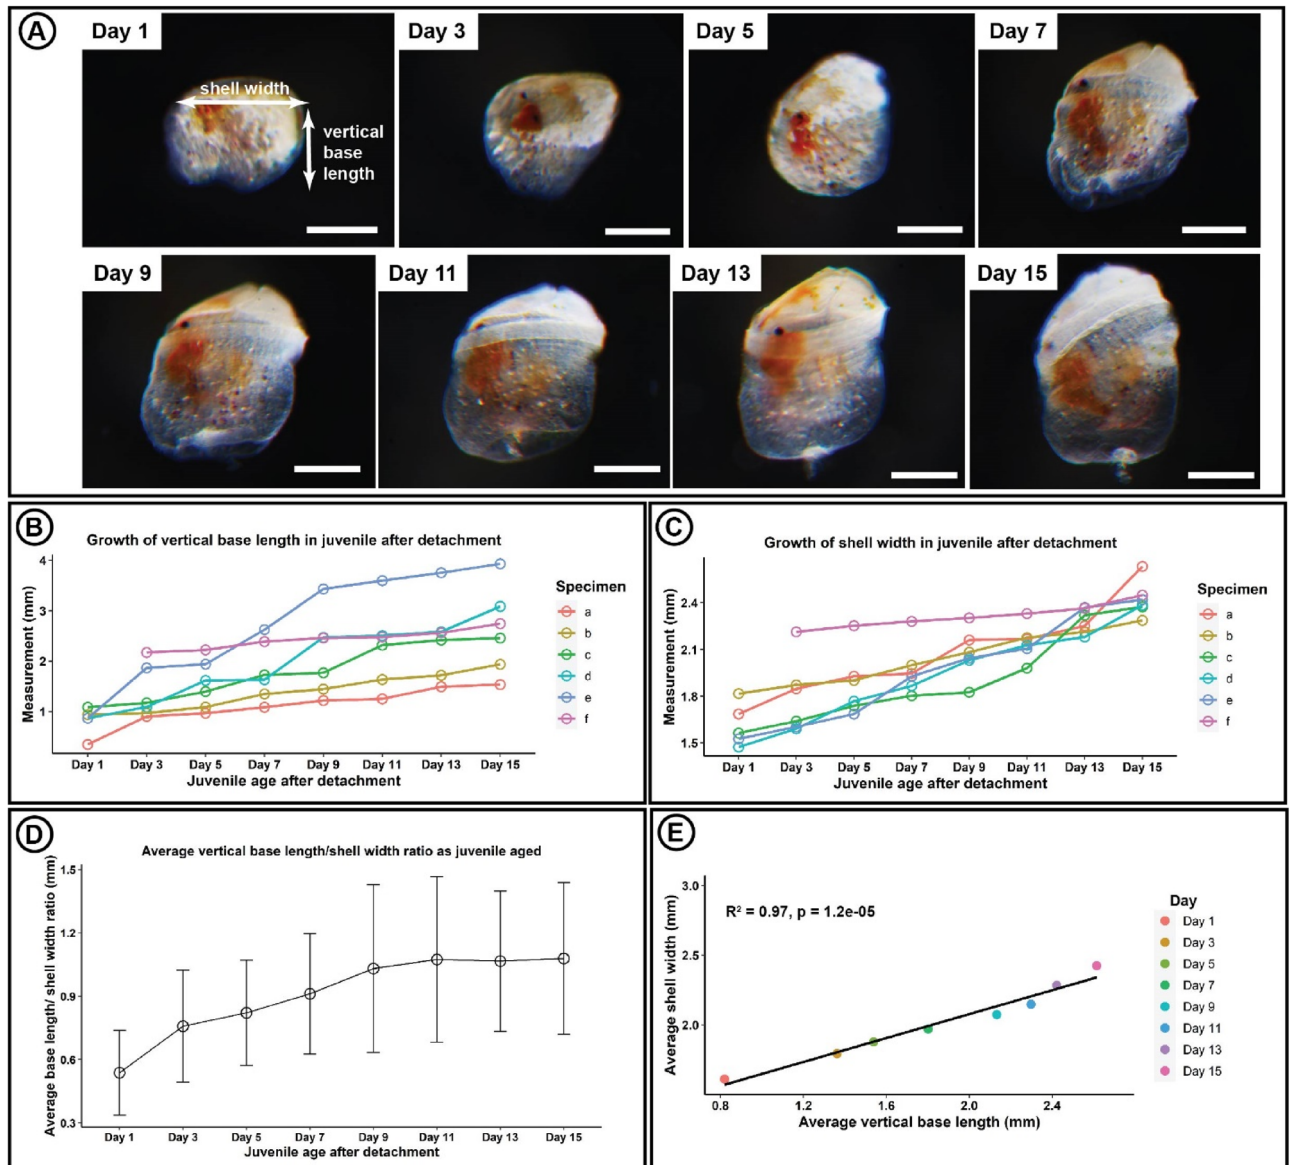 A
Day 1
Day 3
Day 5
Day 7
shell width
vertical
base
length
Day 9
Day 11
Day 13
Day 15
B
Growth of vertical base length in juvenile after detachment
Measurement (mm)
4
3
2
1
Day 1 Day 3 Day 5 Day 7 Day 9 Day 11 Day 13 Day 15
Juvenile age after detachment
Specimen
a
b
c
d
e
f
C
Growth of shell width in juvenile after detachment
Measurement (mm)
2.4
2.1
1.8
1.5
Day 1 Day 3 Day 5 Day 7 Day 9 Day 11 Day 13 Day 15
Juvenile age after detachment
Specimen
a
b
c
d
e
f
D
Average vertical base length/shell width ratio as juvenile aged
Average base length/ shell width ratio (mm)
1.5
1.2
0.9
0.6
0.3
Day 1 Day 3 Day 5 Day 7 Day 9 Day 11 Day 13 Day 15
Juvenile age after detachment
E
R² = 0.97, p = 1.2e-05
Average shell width (mm)
3.0
2.5
2.0
0.8 1.2 1.6 2.0 2.4
Average vertical base length (mm)
Day
Day 1
Day 3
Day 5
Day 7
Day 9
Day 11
Day 13
Day 15